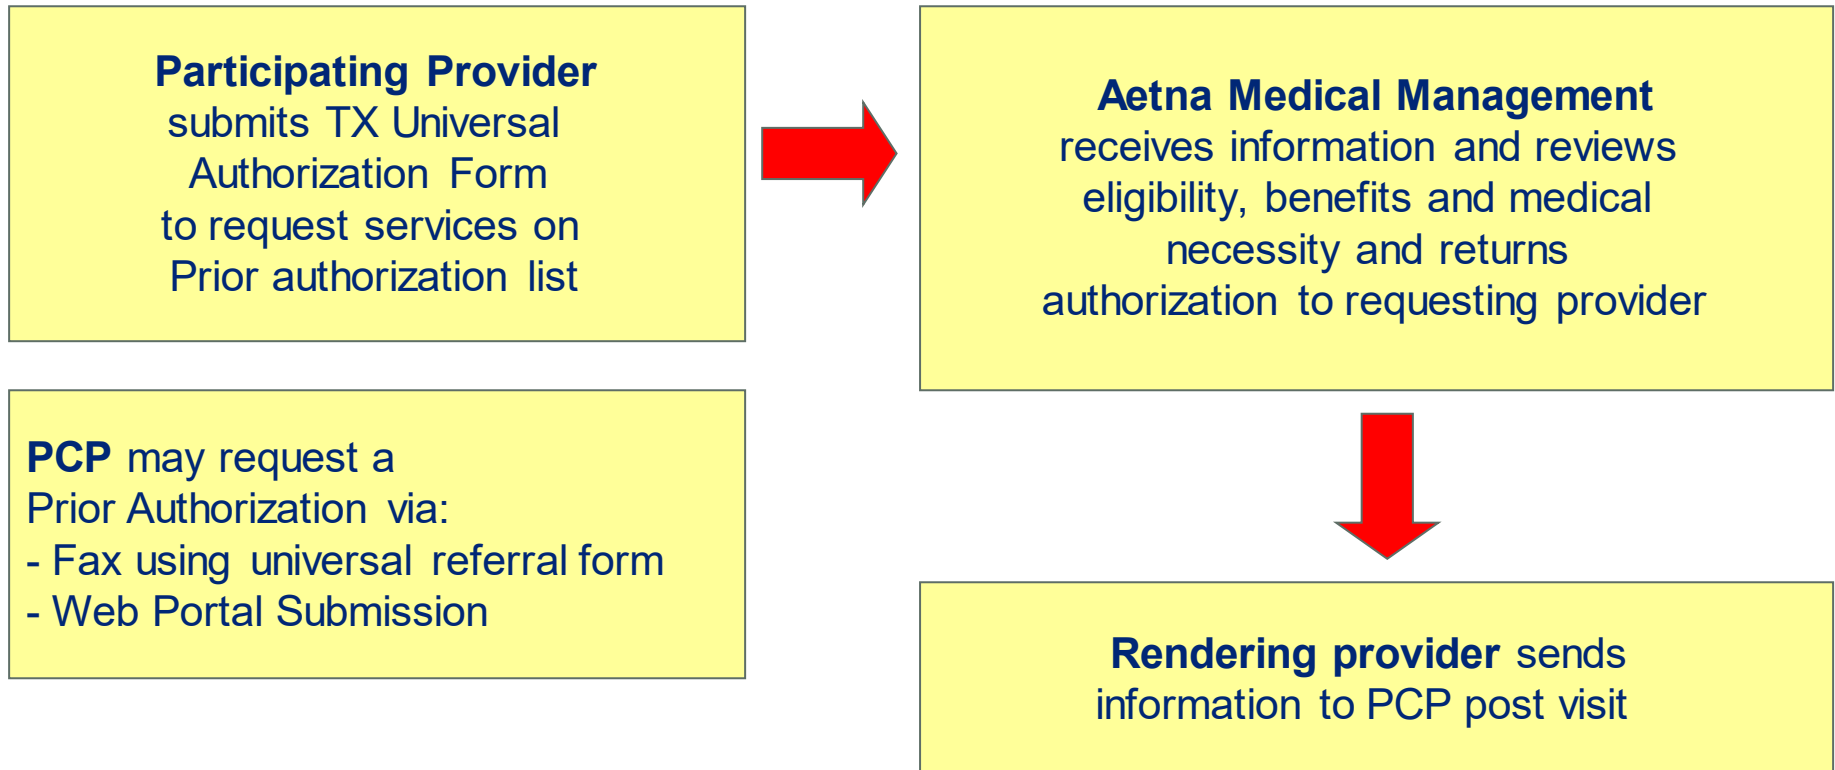 Participating Provider
submits TX Universal
Authorization Form
to request services on
Prior authorization list
Aetna Medical Management
receives information and reviews
eligibility, benefits and medical
necessity and returns
authorization to requesting provider
PCP may request a
Prior Authorization via:
- Fax using universal referral form
- Web Portal Submission
Rendering provider sends
information to PCP post visit